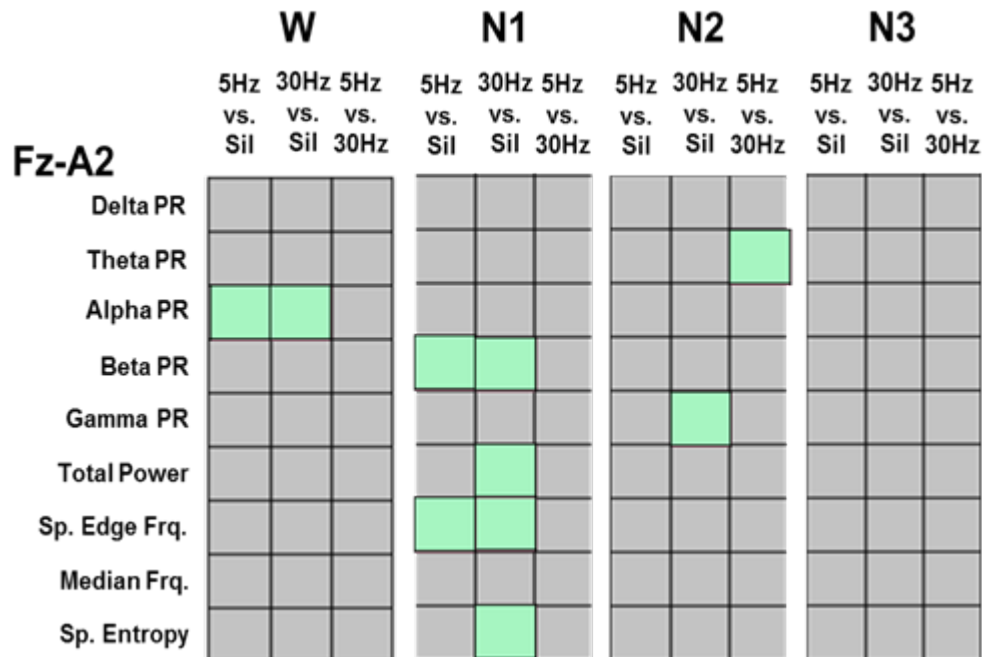 W N1 N2 N3
5Hz 30Hz 5Hz 5Hz 30Hz 5Hz 5Hz 30Hz 5Hz 5Hz 30Hz 5Hz
vs. vs. vs. vs. vs. vs. vs. vs. vs. vs. vs. vs.
Sil Sil 30Hz Sil Sil 30Hz Sil Sil 30Hz Sil Sil 30Hz
Fz-A2
Delta PR
Theta PR
Alpha PR
Beta PR
Gamma PR
Total Power
Sp. Edge Frq.
Median Frq.
Sp. Entropy